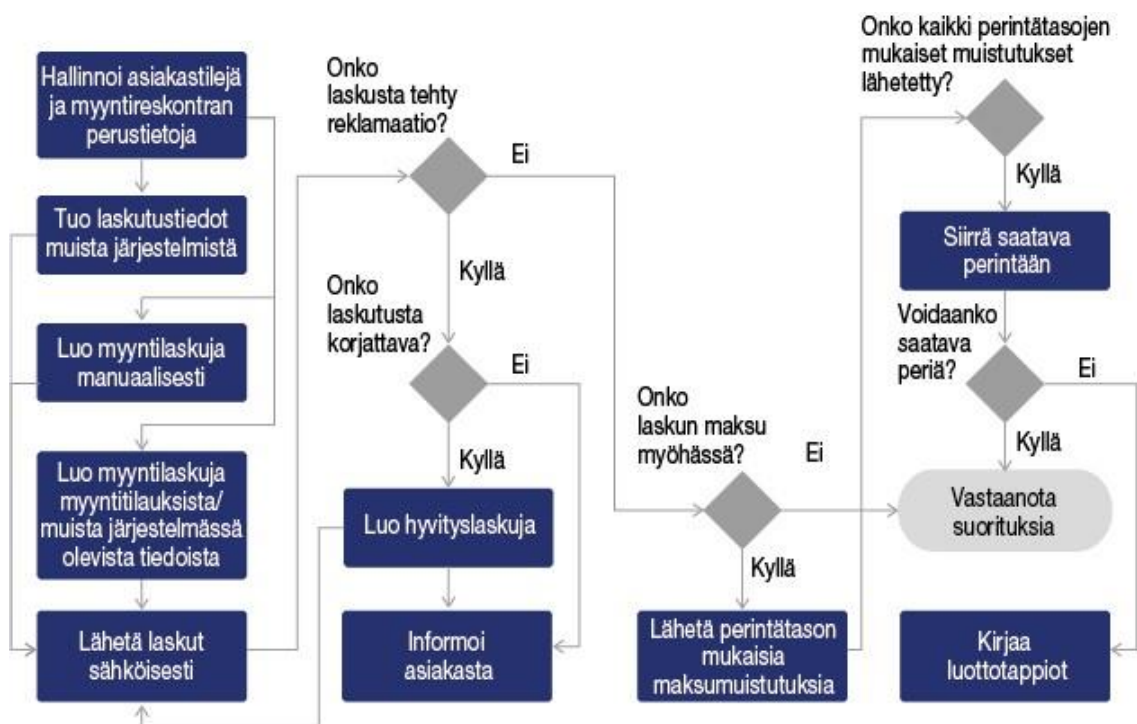 Hallinnoi asiakastilejä
ja myyntireskontran
perustietoja
Tuo laskutustiedot
muista järjestelmistä
Luo myyntilaskuja
manuaalisesti
Luo myyntilaskuja
myyntitilauksista/
muista järjestelmässä
olevista tiedoista
Lähetä laskut
sähköisesti
Onko
laskusta tehty
reklamaatio?
Ei
Kyllä
Onko
laskutusta
korjattava?
Ei
Kyllä
Luo hyvityslaskuja
Informoi
asiakasta
Onko
laskun maksu
myöhässä?
Ei
Kyllä
Lähetä perintätason
mukaisia
maksumuistutuksia
Onko kaikki perintätasojen
mukaiset muistutukset
lähetetty?
Kyllä
Siirrä saatava
perintään
Voidaanko
saatava
periä?
Ei
Kyllä
Vastaanota
suorituksia
Kirjaa
luottotappiot